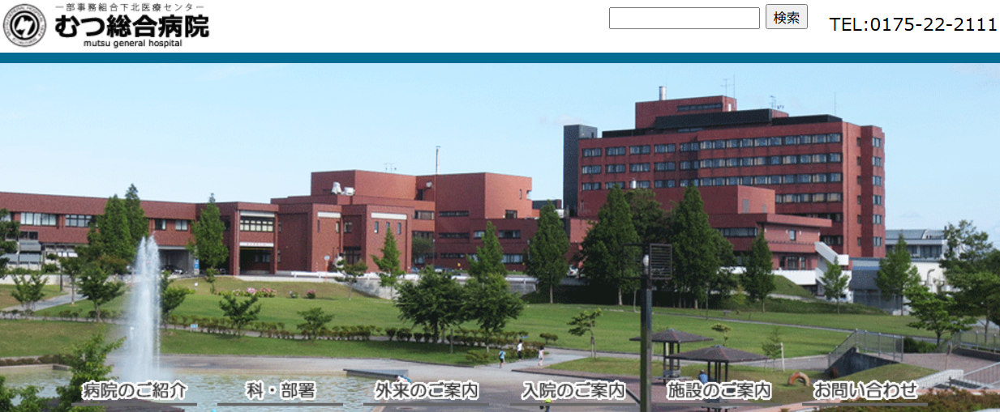 一部事務組合下北医療センター
むつ総合病院
mutsu general hospital
検索
TEL:0175-22-2111
病院のご紹介
科・部署
外来のご案内
入院のご案内
施設のご案内
お問い合わせ